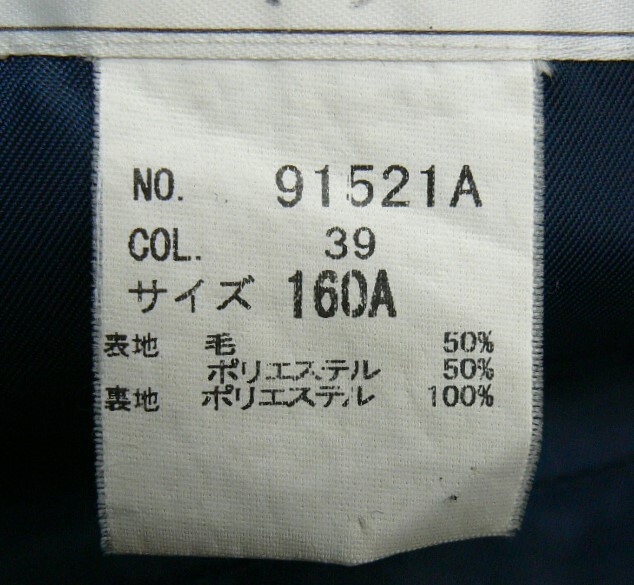 NO. 91521A
COL. 39
サイズ 160A
表地 毛 50%
ポリエステル 50%
裏地 ポリエステル 100%